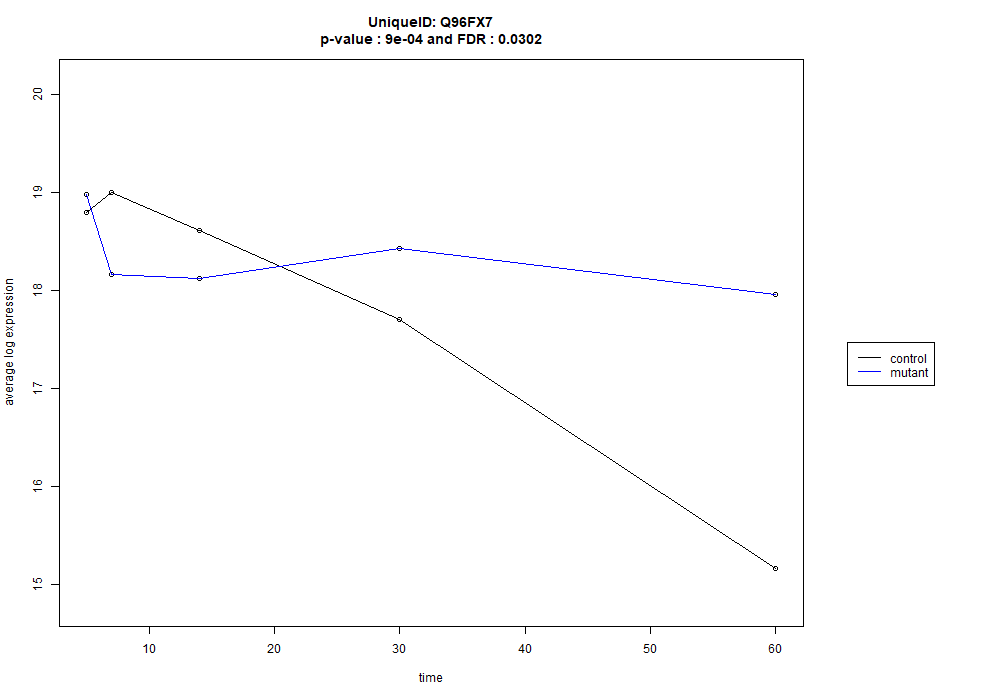 UniqueID: Q96FX7
p-value : 9e-04 and FDR : 0.0302
average log expression
20
19
18
17
16
15
10 20 30 40 50 60
time
control
mutant